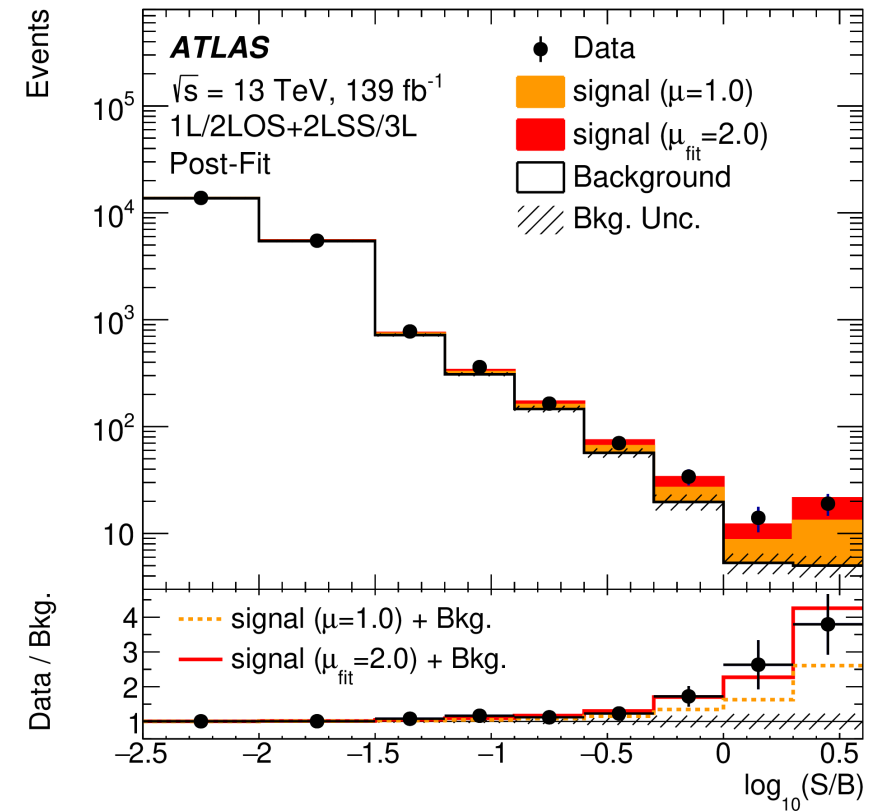 Events
10⁵
10⁴
10³
10²
10
ATLAS
√s = 13 TeV, 139 fb⁻¹
1L/2LOS+2LSS/3L
Post-Fit
Data
signal (μ=1.0)
signal (μ_fit=2.0)
Background
Bkg. Unc.
Data / Bkg.
4
3
2
1
signal (μ=1.0) + Bkg.
signal (μ_fit=2.0) + Bkg.
−2.5 −2 −1.5 −1 −0.5 0 0.5
log₁₀(S/B)